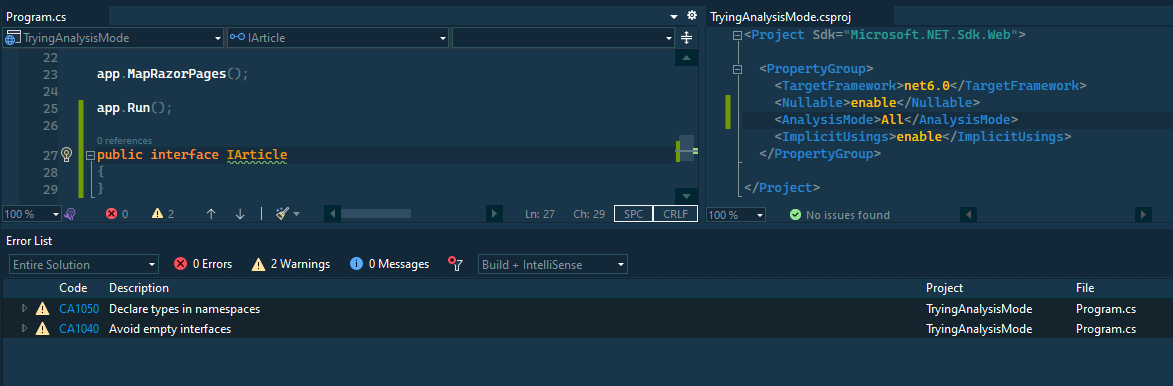 Program.cs
TryingAnalysisMode
IArticle
22
23 app.MapRazorPages();
24
25 app.Run();
26
0 references
27 public interface IArticle
28 {
29 }
100 %
0
2
Ln: 27
Ch: 29
SPC
CRLF
TryingAnalysisMode.csproj
<Project Sdk="Microsoft.NET.Sdk.Web">
<PropertyGroup>
<TargetFramework>net6.0</TargetFramework>
<Nullable>enable</Nullable>
<AnalysisMode>All</AnalysisMode>
<ImplicitUsings>enable</ImplicitUsings>
</PropertyGroup>
</Project>
100 %
No issues found
Error List
Entire Solution
0 Errors
2 Warnings
0 Messages
Build + IntelliSense
Code Description Project File
CA1050 Declare types in namespaces TryingAnalysisMode Program.cs
CA1040 Avoid empty interfaces TryingAnalysisMode Program.cs